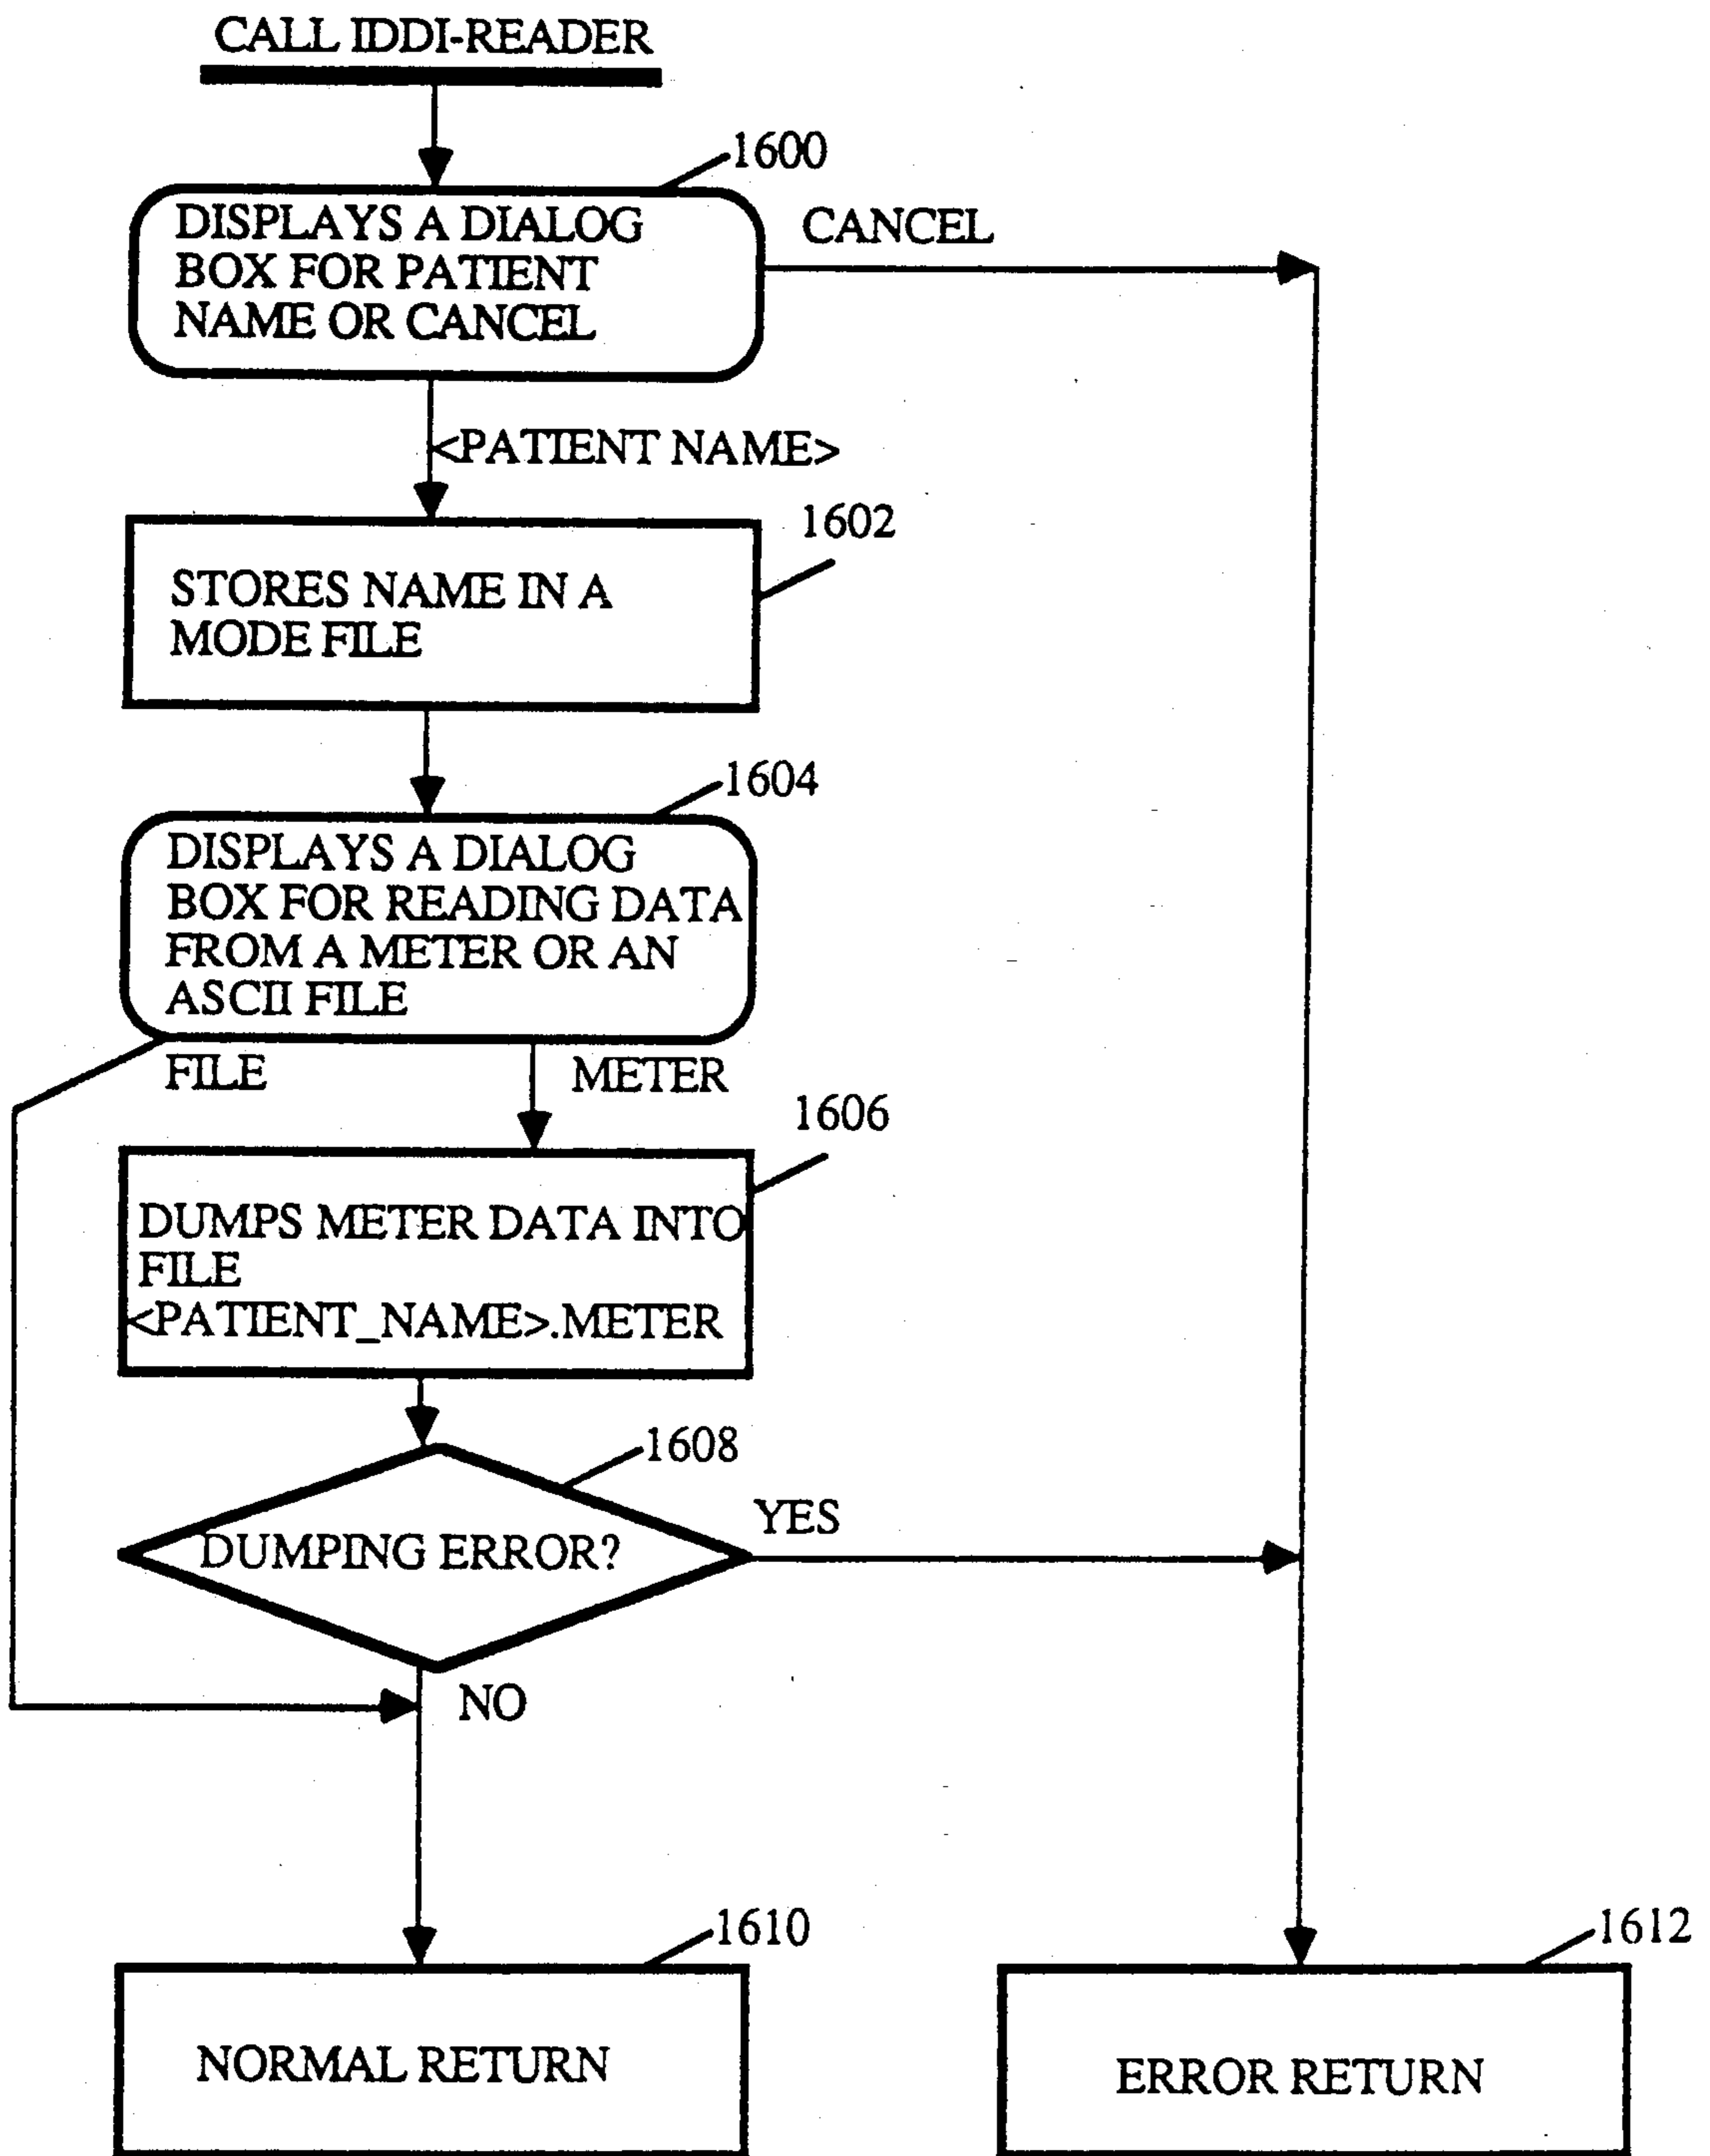 CALL IDDI-READER
1600
DISPLAYS A DIALOG
BOX FOR PATIENT
NAME OR CANCEL
CANCEL
<PATIENT NAME>
1602
STORES NAME IN A
MODE FILE
1604
DISPLAYS A DIALOG
BOX FOR READING DATA
FROM A METER OR AN
ASCII FILE
FILE
METER
1606
DUMPS METER DATA INTO
FILE
<PATIENT_NAME>.METER
1608
DUMPING ERROR?
YES
NO
1610
NORMAL RETURN
1612
ERROR RETURN